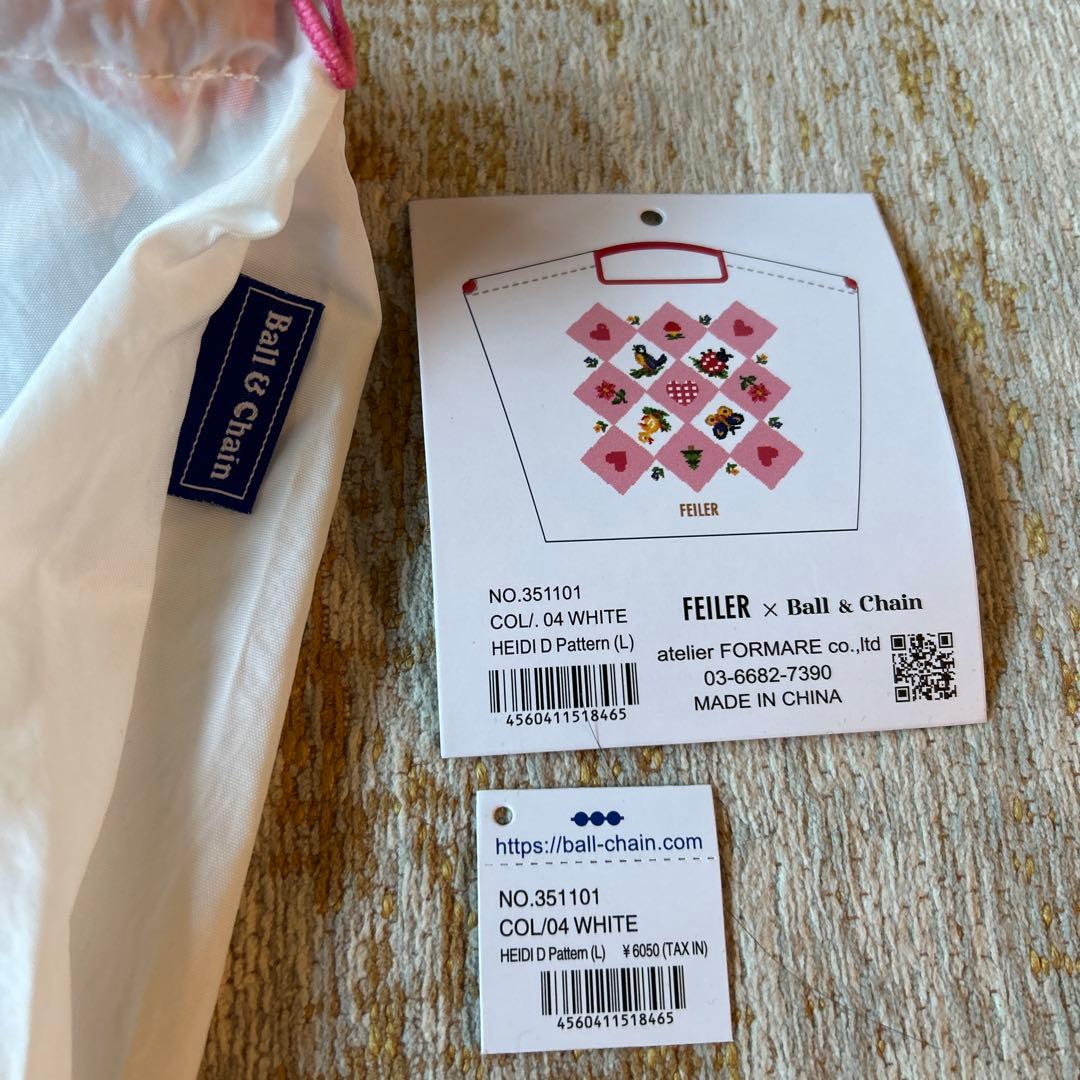 Ball & Chain
FEILER
NO.351101
COL/. 04 WHITE
HEIDI D Pattern (L)
4560411518465
FEILER × Ball & Chain
atelier FORMARE co.,ltd
03-6682-7390
MADE IN CHINA
https://ball-chain.com
NO.351101
COL/04 WHITE
HEIDI D Pattern (L) ¥6050 (TAX IN)
4560411518465